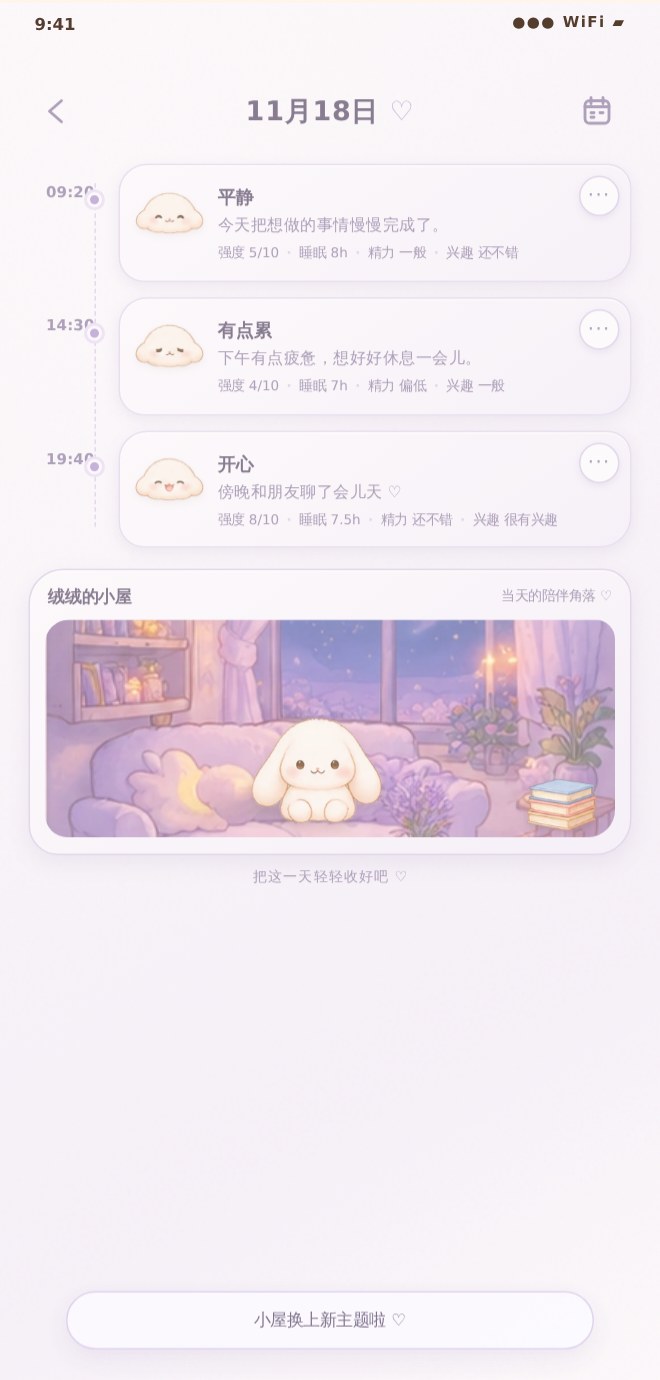 9:41
●●● WiFi ▰
11月18日 ♡
09:20
平静
今天把想做的事情慢慢完成了。
强度 5/10 · 睡眠 8h · 精力 一般 · 兴趣 还不错
14:30
有点累
下午有点疲惫，想好好休息一会儿。
强度 4/10 · 睡眠 7h · 精力 偏低 · 兴趣 一般
19:40
开心
傍晚和朋友聊了会儿天 ♡
强度 8/10 · 睡眠 7.5h · 精力 还不错 · 兴趣 很有兴趣
绒绒的小屋
当天的陪伴角落 ♡
把这一天轻轻收好吧 ♡
小屋换上新主题啦 ♡